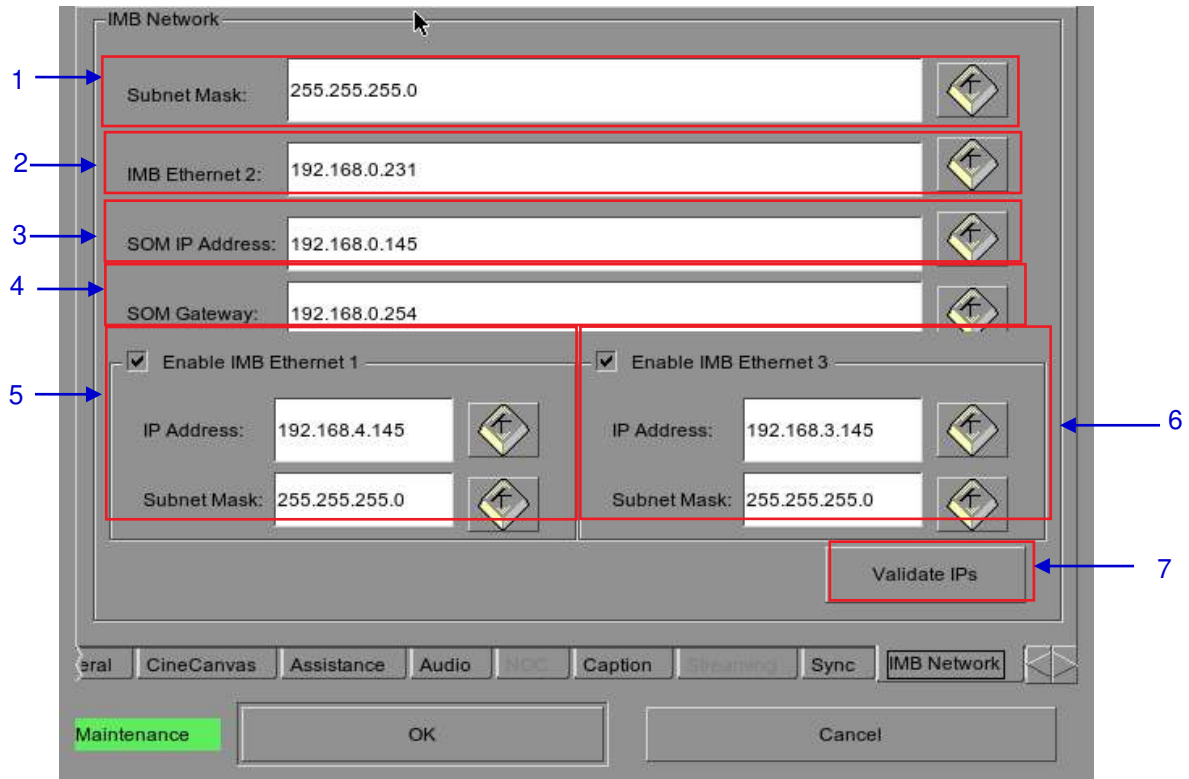 IMB Network
1
Subnet Mask: 255.255.255.0
2
IMB Ethernet 2: 192.168.0.231
3
SOM IP Address: 192.168.0.145
4
SOM Gateway: 192.168.0.254
5
Enable IMB Ethernet 1
IP Address: 192.168.4.145
Subnet Mask: 255.255.255.0
Enable IMB Ethernet 3
6
IP Address: 192.168.3.145
Subnet Mask: 255.255.255.0
Validate IPs
7
eral CineCanvas Assistance Audio NOC Caption Streaming Sync IMB Network
Maintenance OK Cancel